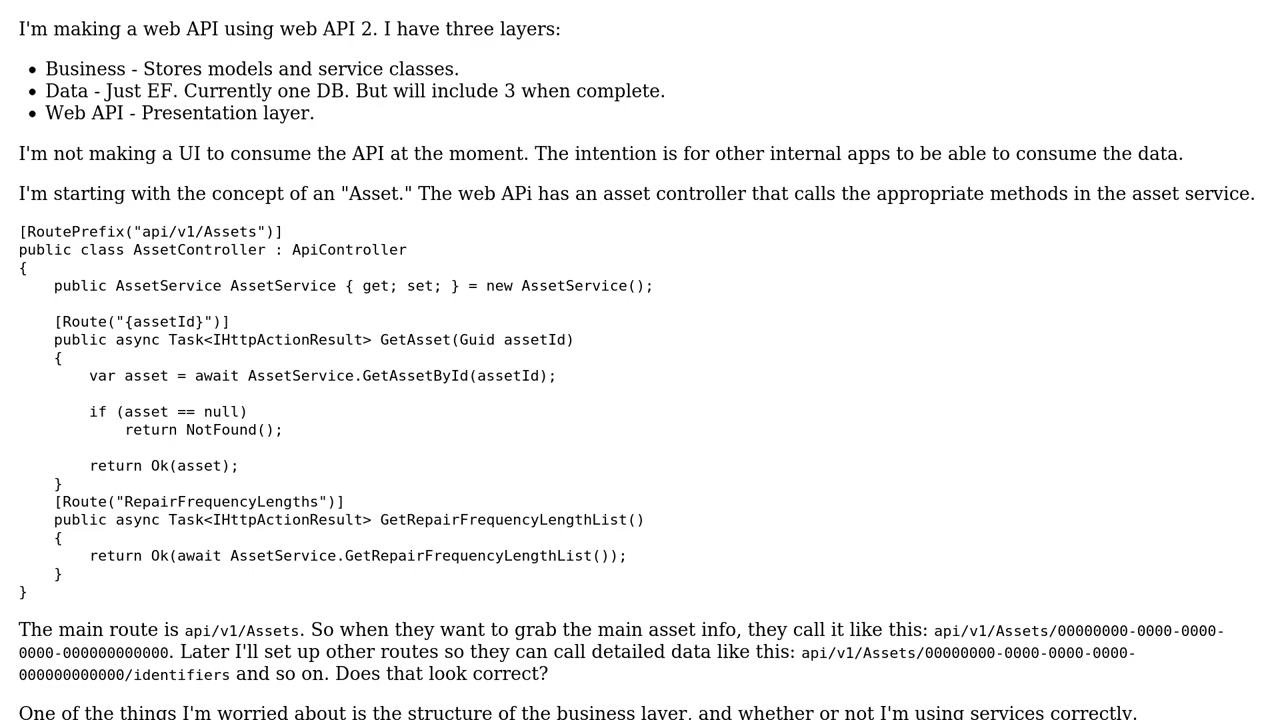 I'm making a web API using web API 2. I have three layers:
• Business - Stores models and service classes.
• Data - Just EF. Currently one DB. But will include 3 when complete.
• Web API - Presentation layer.
I'm not making a UI to consume the API at the moment. The intention is for other internal apps to be able to consume the data.
I'm starting with the concept of an "Asset." The web APi has an asset controller that calls the appropriate methods in the asset service.
[RoutePrefix("api/v1/Assets")]
public class AssetController : ApiController
{
    public AssetService AssetService { get; set; } = new AssetService();
    [Route("{assetId}")]
    public async Task<IHttpActionResult> GetAsset(Guid assetId)
    {
        var asset = await AssetService.GetAssetById(assetId);
        if (asset == null)
            return NotFound();
        return Ok(asset);
    }
    [Route("RepairFrequencyLengths")]
    public async Task<IHttpActionResult> GetRepairFrequencyLengthList()
    {
        return Ok(await AssetService.GetRepairFrequencyLengthList());
    }
}
The main route is api/v1/Assets. So when they want to grab the main asset info, they call it like this: api/v1/Assets/00000000-0000-0000-
0000-000000000000. Later I'll set up other routes so they can call detailed data like this: api/v1/Assets/00000000-0000-0000-0000-
000000000000/identifiers and so on. Does that look correct?
One of the things I'm worried about is the structure of the business layer, and whether or not I'm using services correctly.